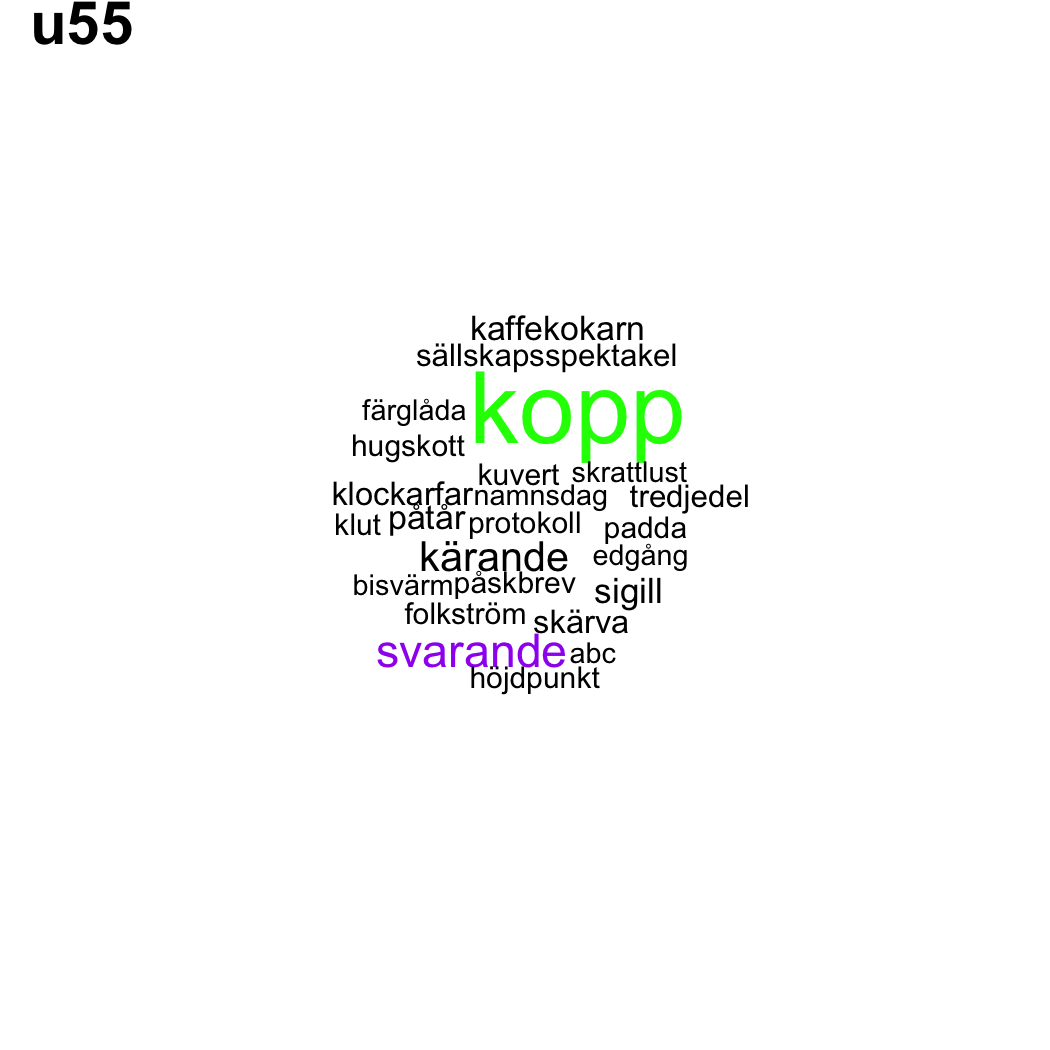 u55
kaffekokarn
sällskapsspektakel
kopp
färglåda
hugskott
kuvert skrattlust
klockarfar namnsdag tredjedel
klut påtår protokoll padda
kärande edgång
bisvärm påskbrev sigill
folkström skärva
svarande abc
höjdpunkt